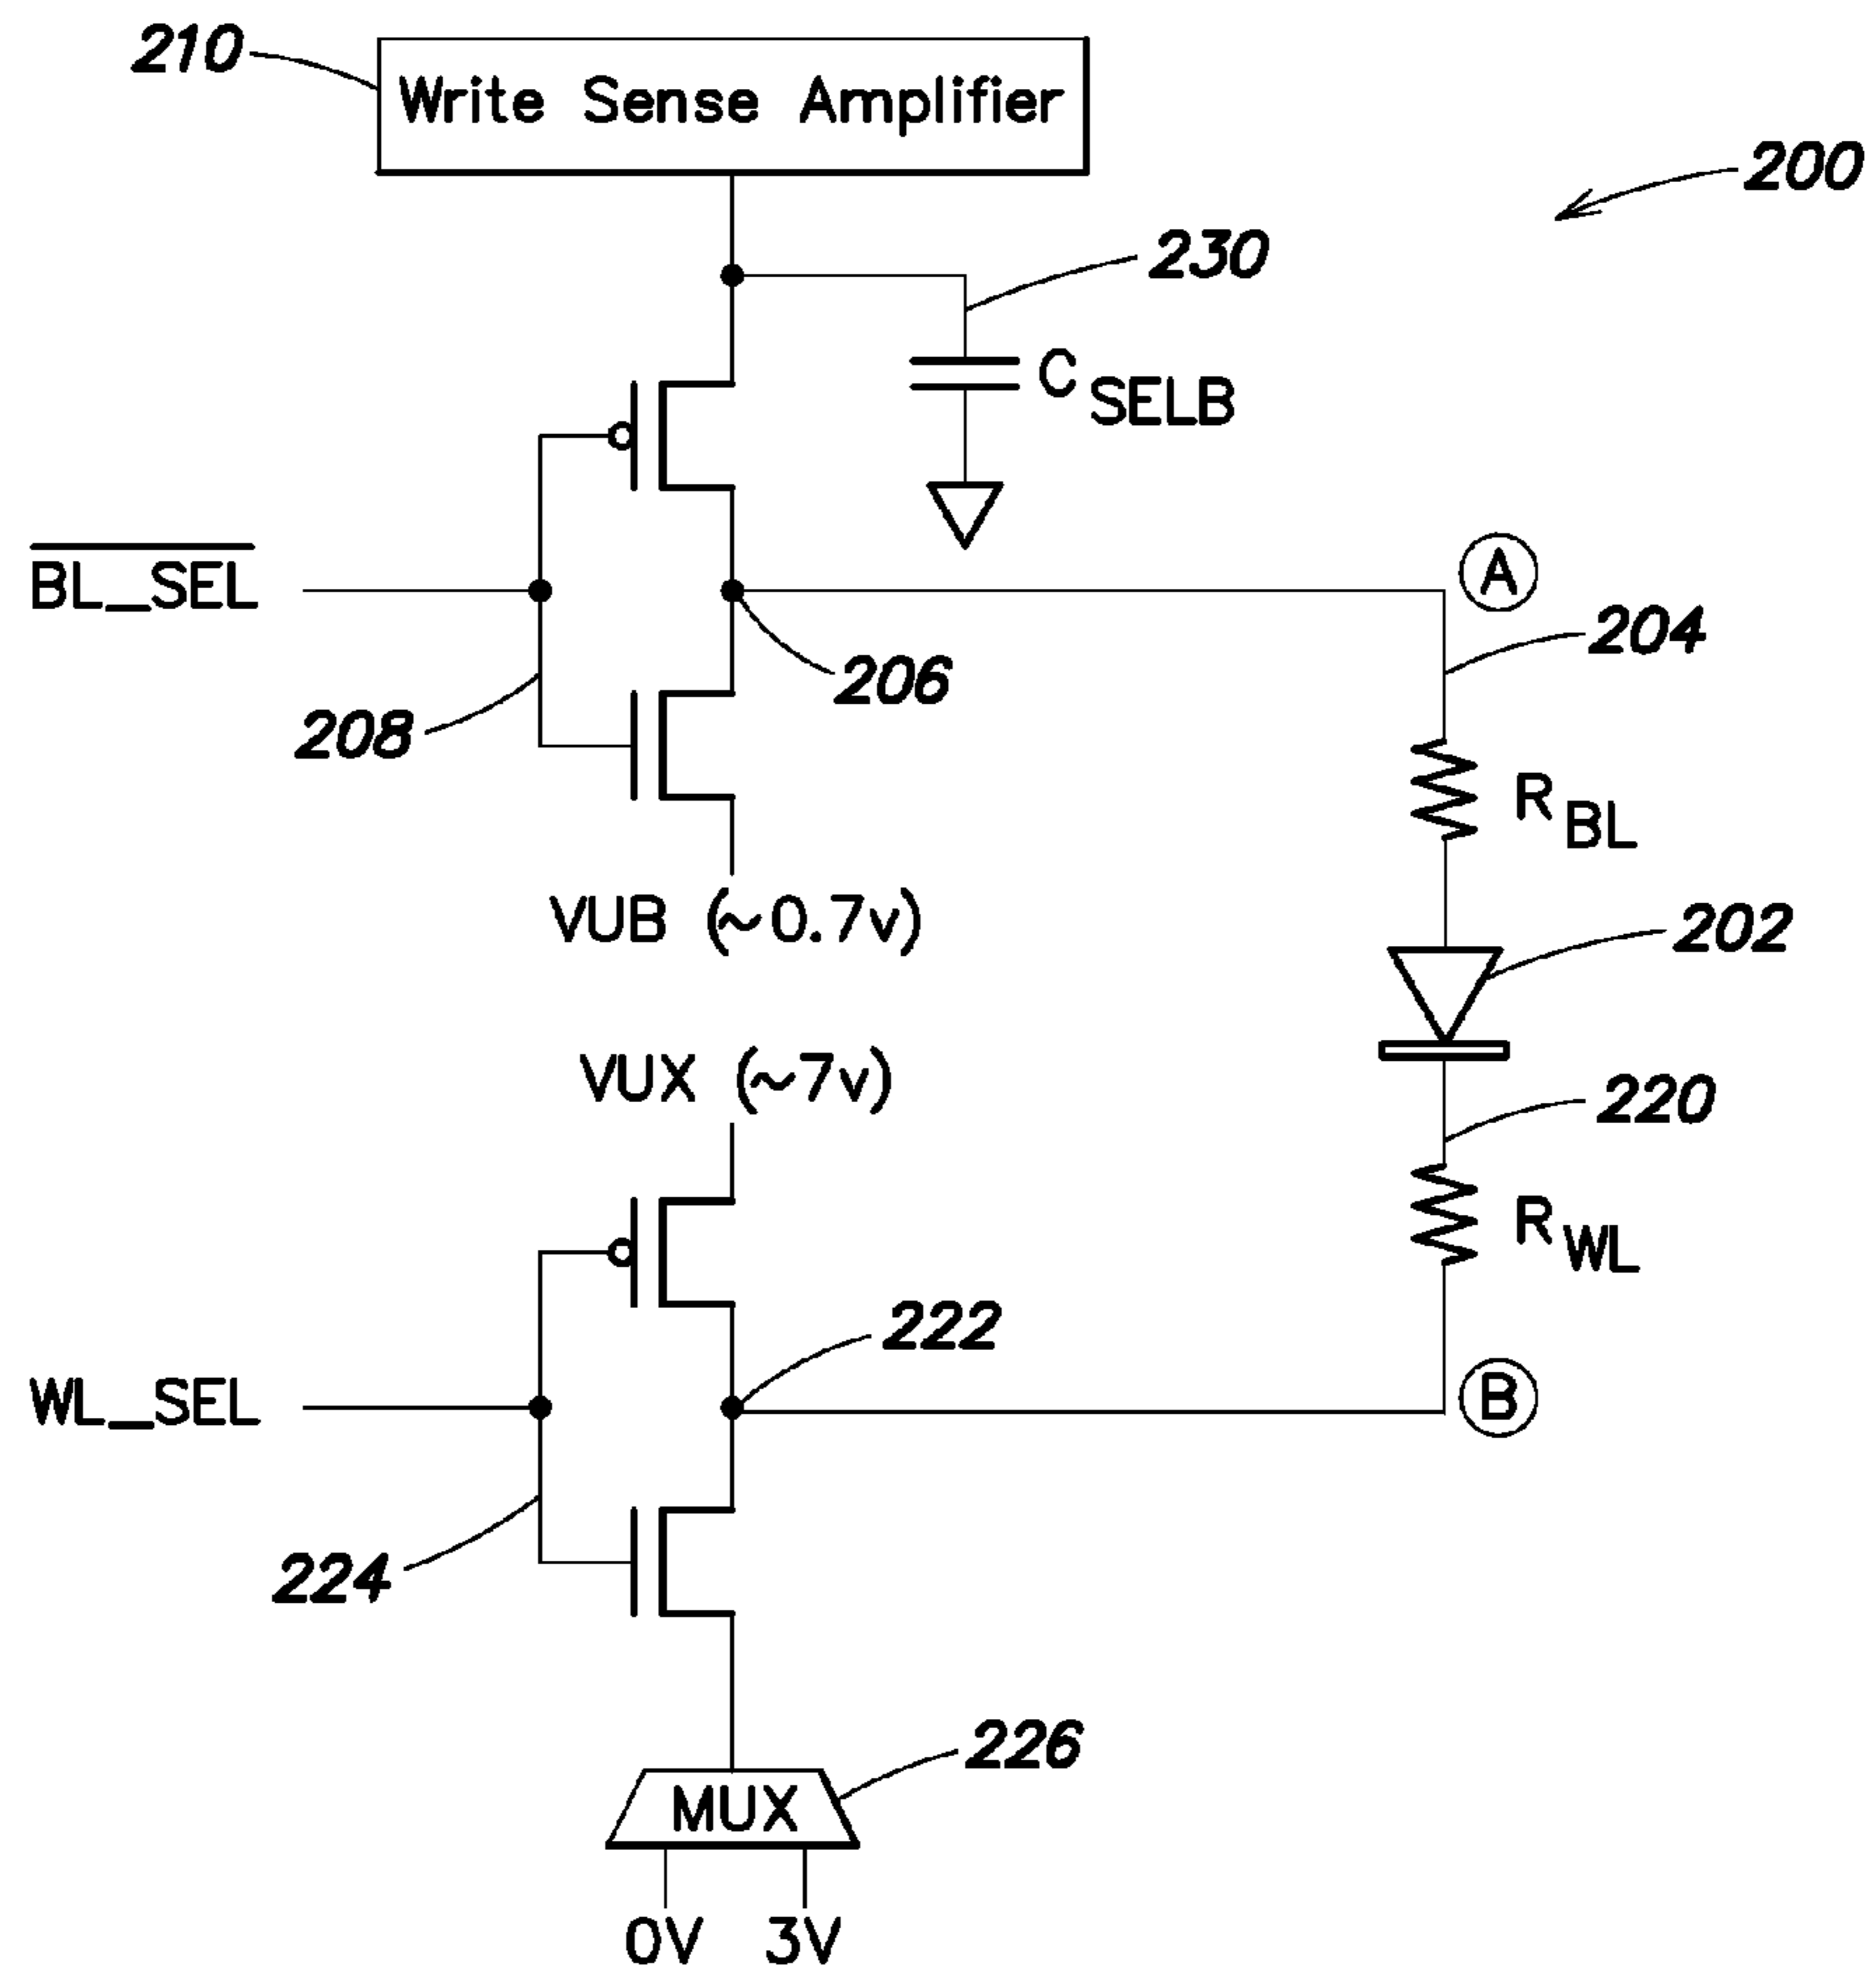 210
Write Sense Amplifier
200
230
C SELB
BL_SEL
A
204
206
208
R BL
VUB (~0.7v)
202
VUX (~7v)
220
R WL
222
WL_SEL
B
224
226
MUX
0V 3V